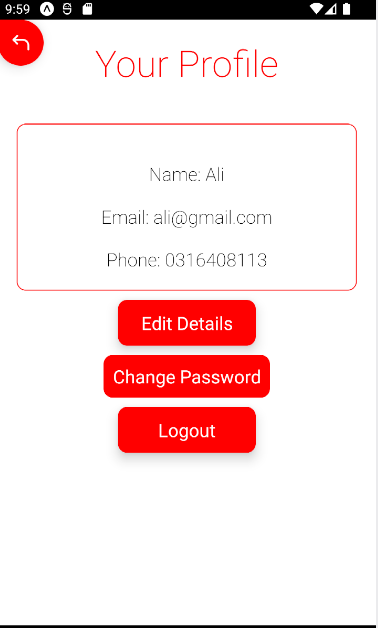 9:59
Your Profile
Name: Ali
Email: ali@gmail.com
Phone: 0316408113
Edit Details
Change Password
Logout